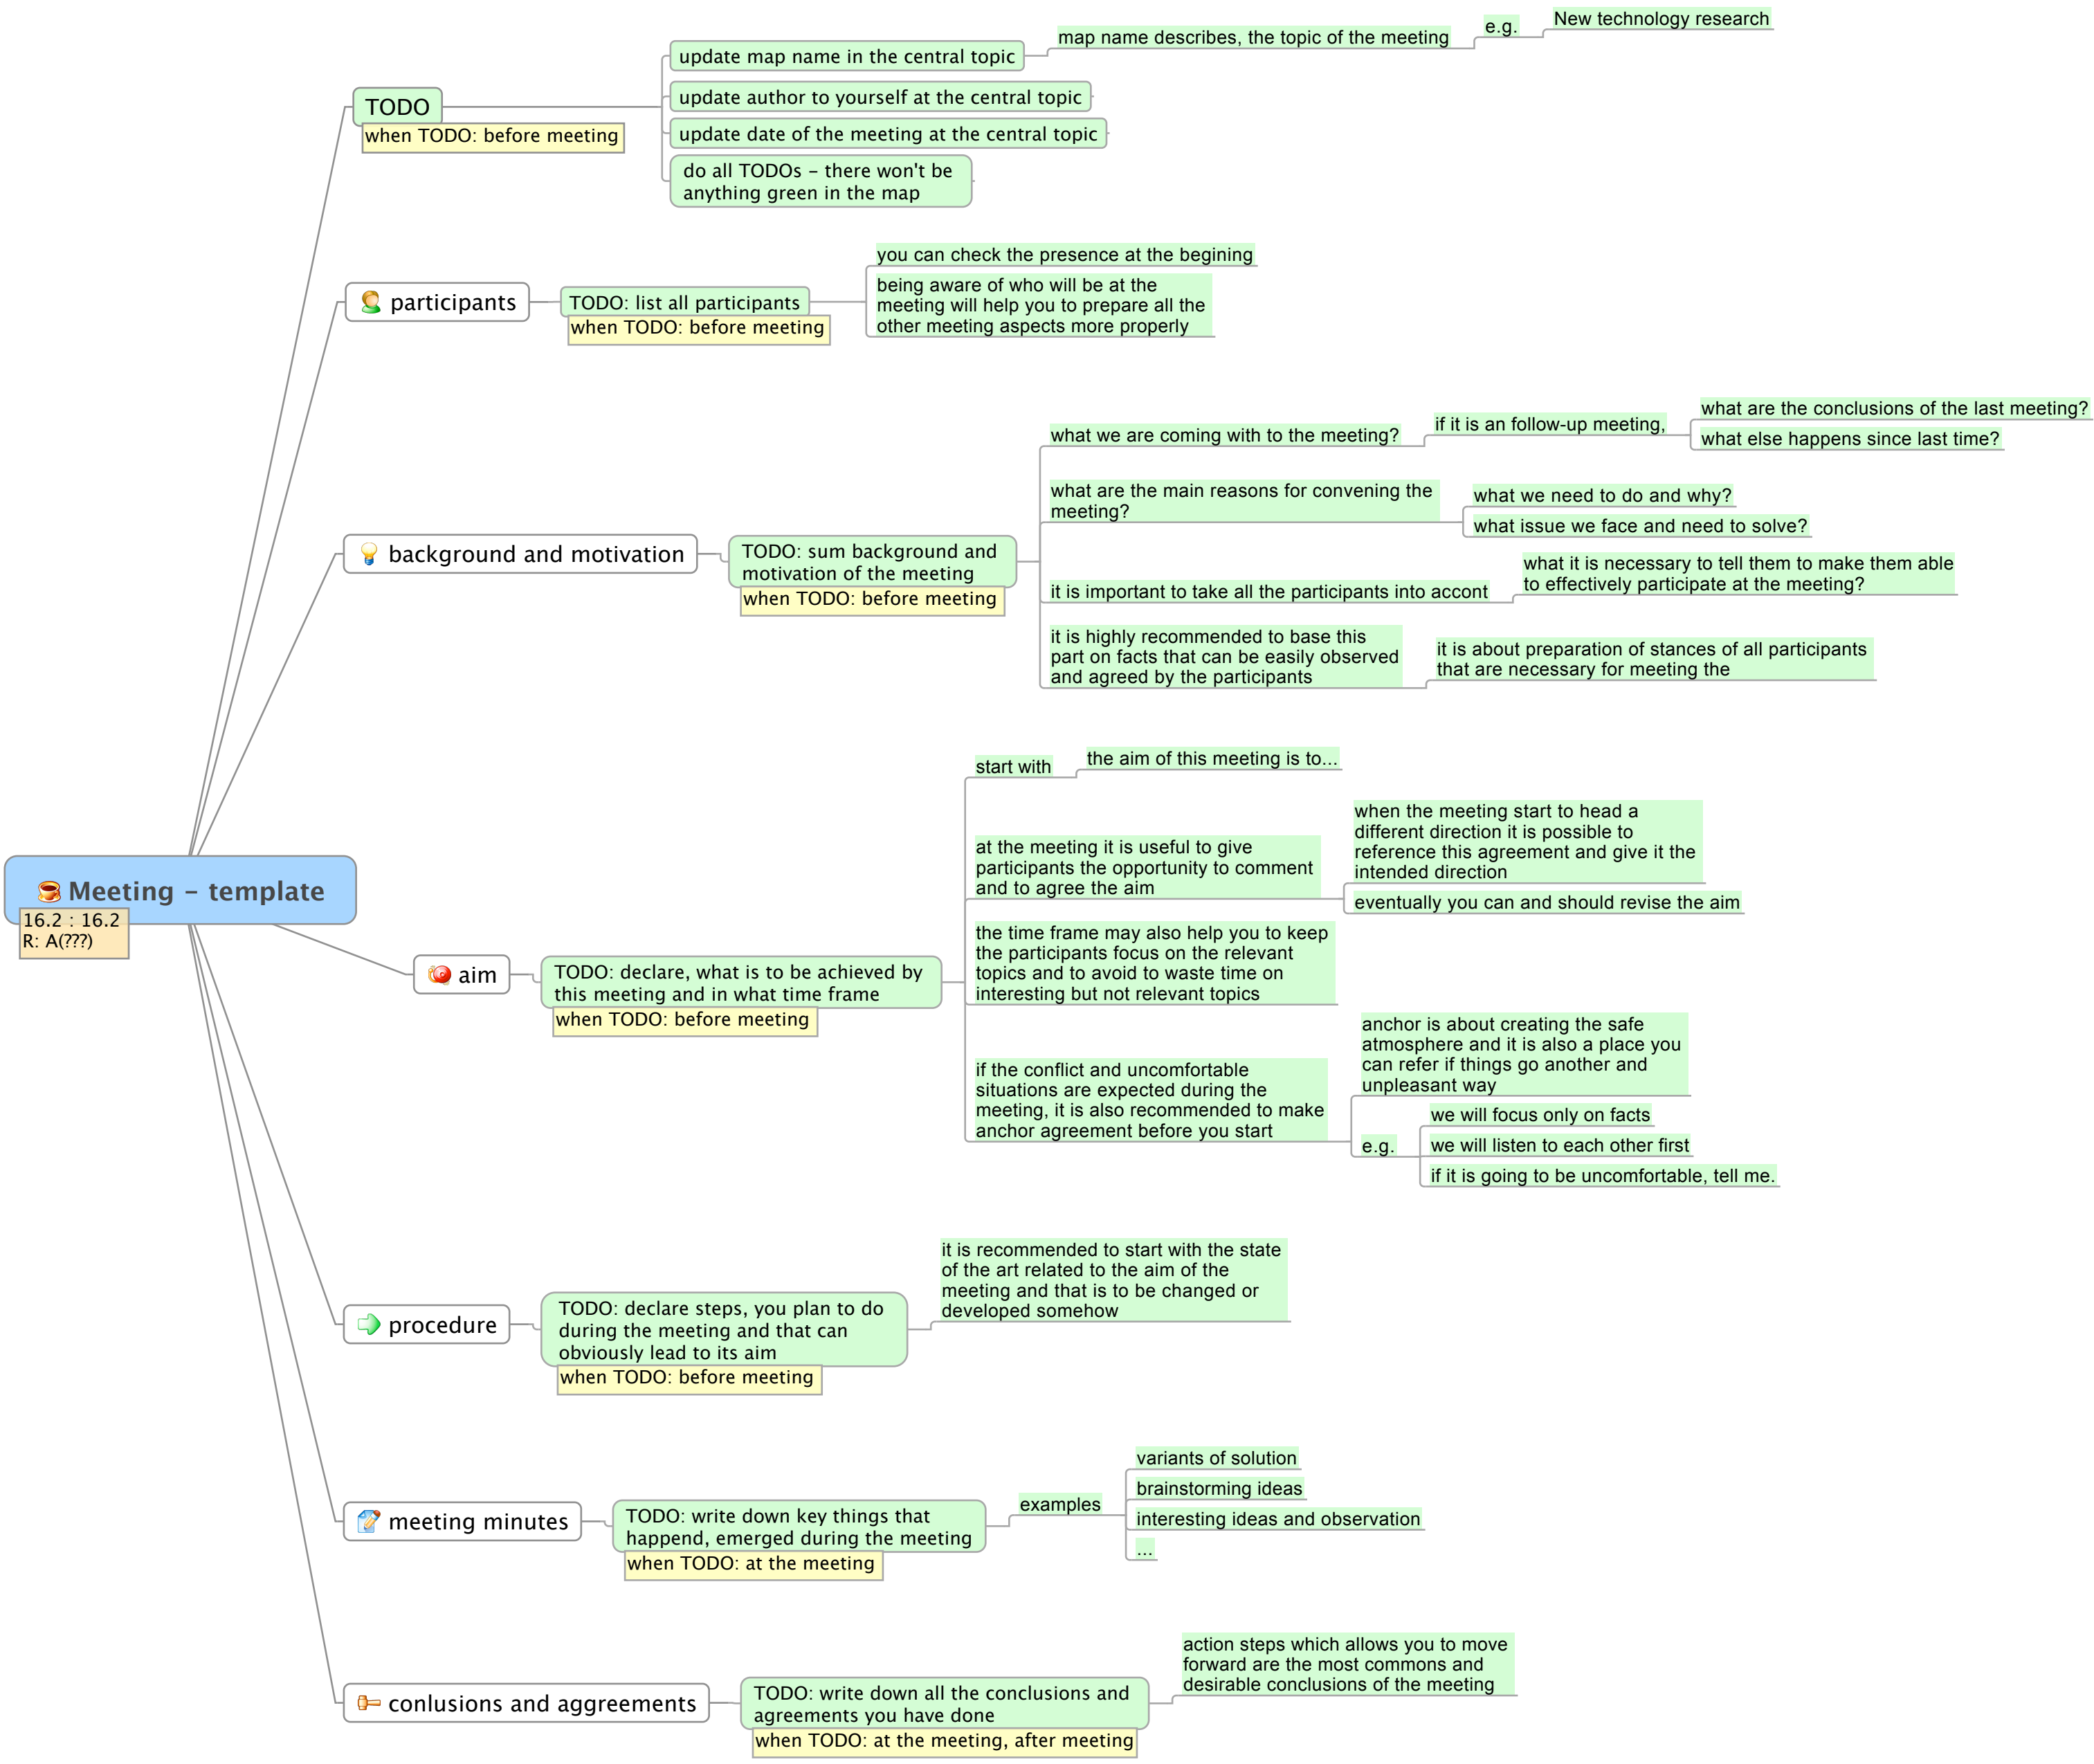 TODO
when TODO: before meeting
update map name in the central topic
map name describes, the topic of the meeting
e.g.
New technology research
update author to yourself at the central topic
update date of the meeting at the central topic
do all TODOs - there won't be
anything green in the map
participants
TODO: list all participants
when TODO: before meeting
you can check the presence at the begining
being aware of who will be at the
meeting will help you to prepare all the
other meeting aspects more properly
background and motivation
TODO: sum background and
motivation of the meeting
when TODO: before meeting
what we are coming with to the meeting?
if it is an follow-up meeting,
what are the conclusions of the last meeting?
what else happens since last time?
what are the main reasons for convening the
meeting?
what we need to do and why?
what issue we face and need to solve?
it is important to take all the participants into accont
what it is necessary to tell them to make them able
to effectively participate at the meeting?
it is highly recommended to base this
part on facts that can be easily observed
and agreed by the participants
it is about preparation of stances of all participants
that are necessary for meeting the
Meeting - template
16.2 : 16.2
R: A(???)
aim
TODO: declare, what is to be achieved by
this meeting and in what time frame
when TODO: before meeting
start with
the aim of this meeting is to...
at the meeting it is useful to give
participants the opportunity to comment
and to agree the aim
when the meeting start to head a
different direction it is possible to
reference this agreement and give it the
intended direction
eventually you can and should revise the aim
the time frame may also help you to keep
the participants focus on the relevant
topics and to avoid to waste time on
interesting but not relevant topics
if the conflict and uncomfortable
situations are expected during the
meeting, it is also recommended to make
anchor agreement before you start
anchor is about creating the safe
atmosphere and it is also a place you
can refer if things go another and
unpleasant way
e.g.
we will focus only on facts
we will listen to each other first
if it is going to be uncomfortable, tell me.
procedure
TODO: declare steps, you plan to do
during the meeting and that can
obviously lead to its aim
when TODO: before meeting
it is recommended to start with the state
of the art related to the aim of the
meeting and that is to be changed or
developed somehow
meeting minutes
TODO: write down key things that
happend, emerged during the meeting
when TODO: at the meeting
examples
variants of solution
brainstorming ideas
interesting ideas and observation
...
conlusions and aggreements
TODO: write down all the conclusions and
agreements you have done
when TODO: at the meeting, after meeting
action steps which allows you to move
forward are the most commons and
desirable conclusions of the meeting